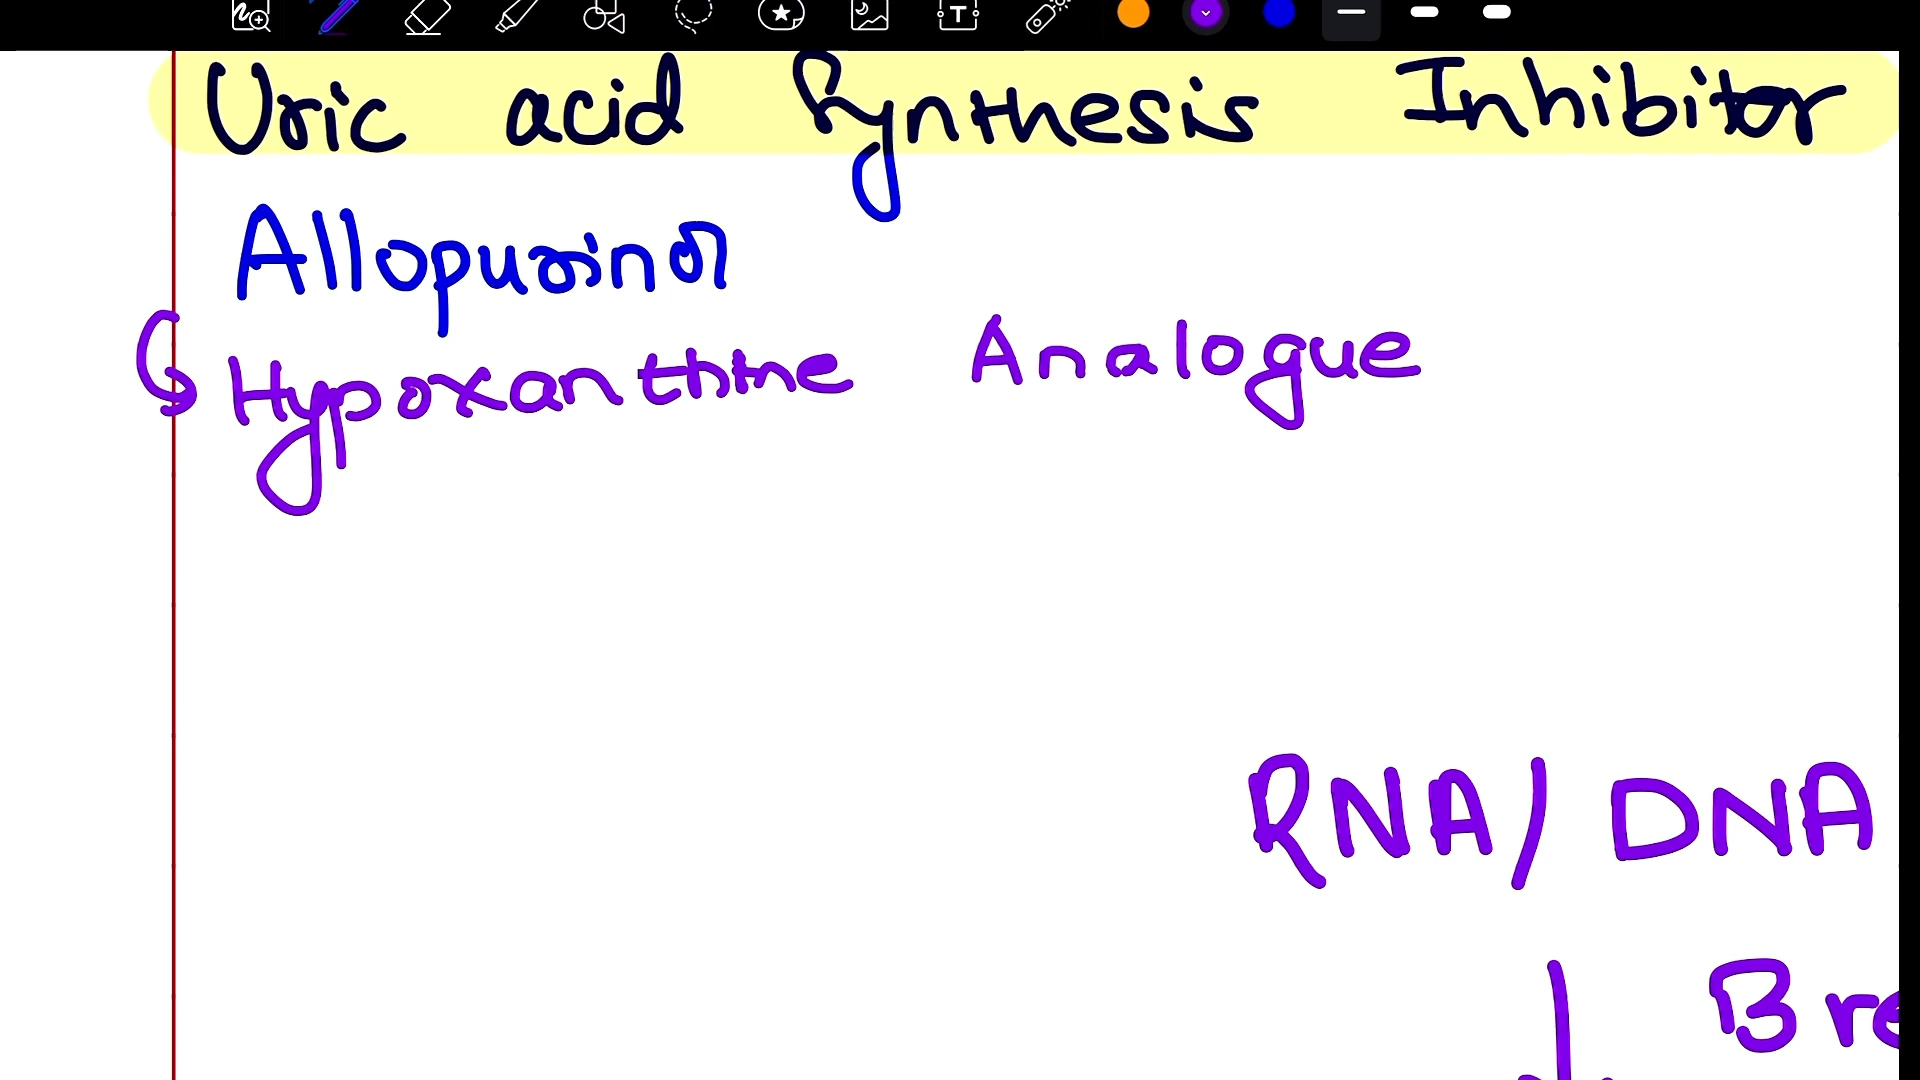 Uric acid Synthesis Inhibitor
Allopurinol
Hypoxanthine Analogue
RNA/DNA
Bre